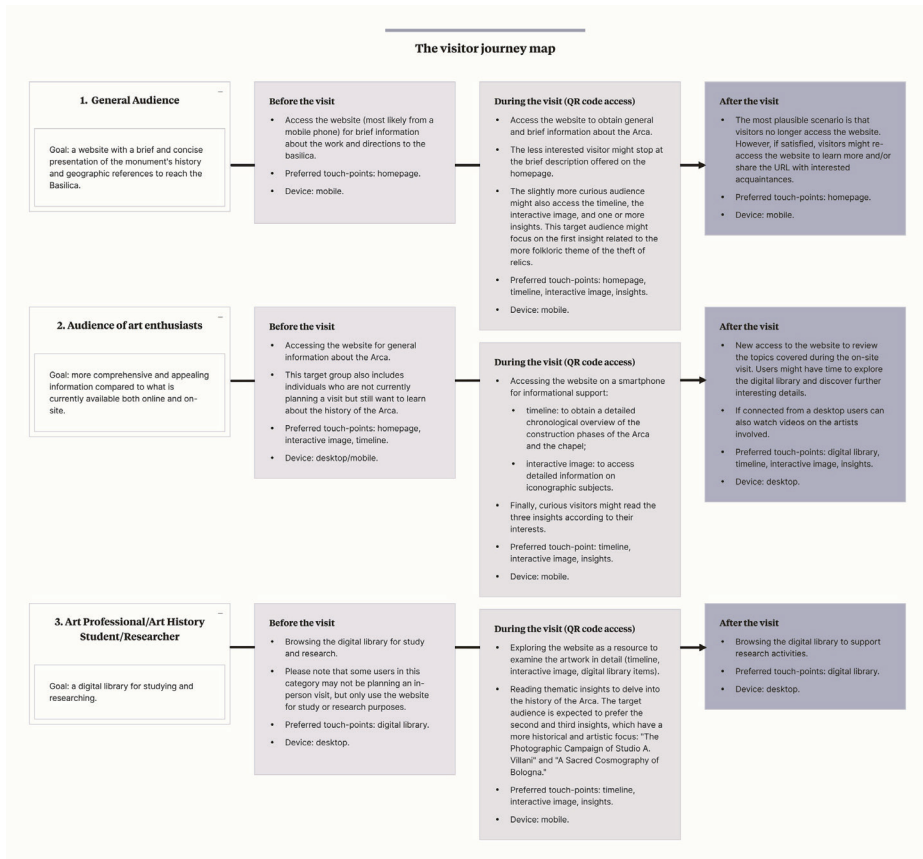 The visitor journey map
1. General Audience
Goal: a website with a brief and concise
presentation of the monument's history
and geographic references to reach the
Basilica.
Before the visit
• Access the website (most likely from a
mobile phone) for brief information
about the work and directions to the
basilica.
• Preferred touch-points: homepage.
• Device: mobile.
During the visit (QR code access)
• Access the website to obtain general
and brief information about the Arca.
• The less interested visitor might stop at
the brief description offered on the
homepage.
• The slightly more curious audience
might also access the timeline, the
interactive image, and one or more
insights. This target audience might
focus on the first insight related to the
more folkloric theme of the theft of
relics.
• Preferred touch-points: homepage,
timeline, interactive image, insights.
• Device: mobile.
After the visit
• The most plausible scenario is that
visitors no longer access the website.
However, if satisfied, visitors might re-
access the website to learn more and/or
share the URL with interested
acquaintances.
• Preferred touch-points: homepage.
• Device: mobile.
2. Audience of art enthusiasts
Goal: more comprehensive and appealing
information compared to what is
currently available both online and on-
site.
Before the visit
• Accessing the website for general
information about the Arca.
• This target group also includes
individuals who are not currently
planning a visit but still want to learn
about the history of the Arca.
• Preferred touch-points: homepage,
interactive image, timeline.
• Device: desktop/mobile.
During the visit (QR code access)
• Accessing the website on a smartphone
for informational support:
• timeline: to obtain a detailed
chronological overview of the
construction phases of the Arca
and the chapel;
• interactive image: to access
detailed information on
iconographic subjects.
• Finally, curious visitors might read the
three insights according to their
interests.
• Preferred touch-point: timeline,
interactive image, insights.
• Device: mobile.
After the visit
• New access to the website to review
the topics covered during the on-site
visit. Users might have time to explore
the digital library and discover further
interesting details.
• If connected from a desktop users can
also watch videos on the artists
involved.
• Preferred touch-points: digital library,
timeline, interactive image, insights.
• Device: desktop.
3. Art Professional/Art History
Student/Researcher
Goal: a digital library for studying and
researching.
Before the visit
• Browsing the digital library for study
and research.
• Please note that some users in this
category may not be planning an in-
person visit, but only use the website
for study or research purposes.
• Preferred touch-points: digital library.
• Device: desktop.
During the visit (QR code access)
• Exploring the website as a resource to
examine the artwork in detail (timeline,
interactive image, digital library items).
• Reading thematic insights to delve into
the history of the Arca. The target
audience is expected to prefer the
second and third insights, which have a
more historical and artistic focus: "The
Photographic Campaign of Studio A.
Villani" and "A Sacred Cosmography of
Bologna."
• Preferred touch-points: timeline,
interactive image, insights.
• Device: mobile.
After the visit
• Browsing the digital library to support
research activities.
• Preferred touch-points: digital library.
• Device: desktop.